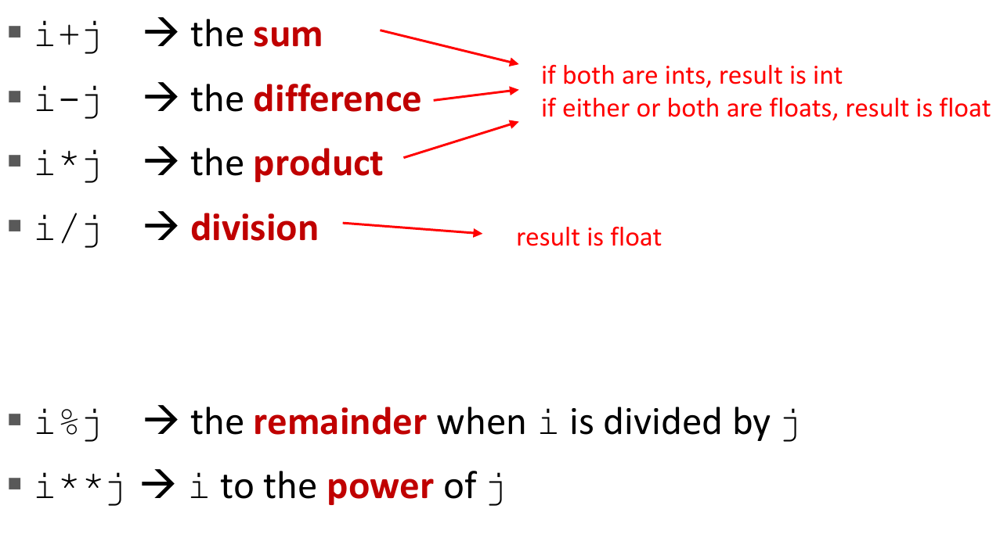 ▪ i+j → the sum
if both are ints, result is int
▪ i-j → the difference
if either or both are floats, result is float
▪ i*j → the product
▪ i/j → division
result is float
▪ i%j → the remainder when i is divided by j
▪ i**j → i to the power of j